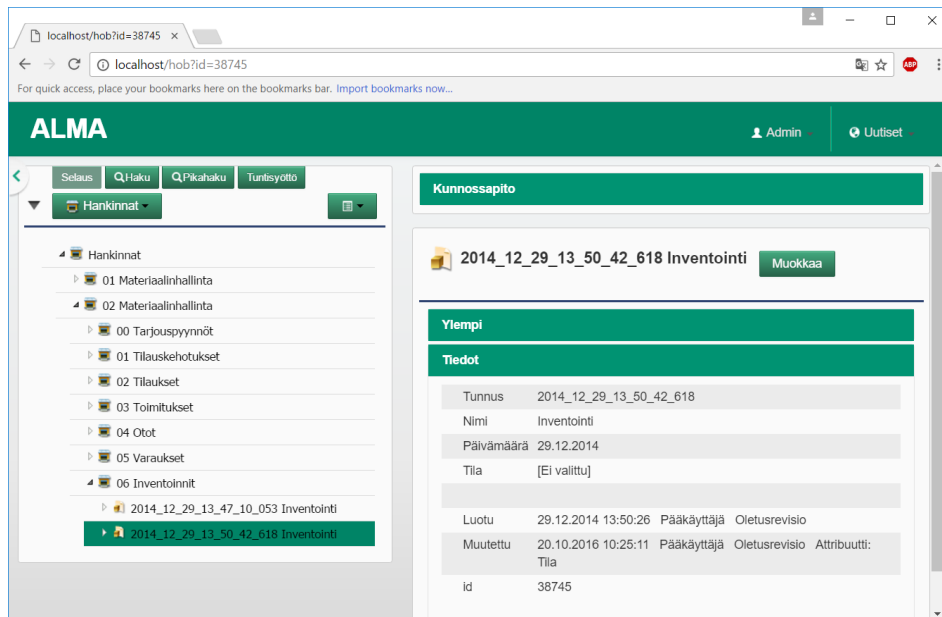 localhost/hob?id=38745
localhost/hob?id=38745
ABP
For quick access, place your bookmarks here on the bookmarks bar. Import bookmarks now...
ALMA
Admin
Uutiset
Selaus Haku Pikahaku Tuntisyöttö
Hankinnat
Hankinnat
01 Materiaalinhallinta
02 Materiaalinhallinta
00 Tarjouspyynnöt
01 Tilauskehotukset
02 Tilaukset
03 Toimitukset
04 Otot
05 Varaukset
06 Inventoinnit
2014_12_29_13_47_10_053 Inventointi
2014_12_29_13_50_42_618 Inventointi
Kunnossapito
2014_12_29_13_50_42_618 Inventointi Muokkaa
Ylempi
Tiedot
Tunnus 2014_12_29_13_50_42_618
Nimi Inventointi
Päivämäärä 29.12.2014
Tila [Ei valittu]
Luotu 29.12.2014 13:50:26 Pääkäyttäjä Oletusrevisio
Muutettu 20.10.2016 10:25:11 Pääkäyttäjä Oletusrevisio Attribuutti:
Tila
id 38745